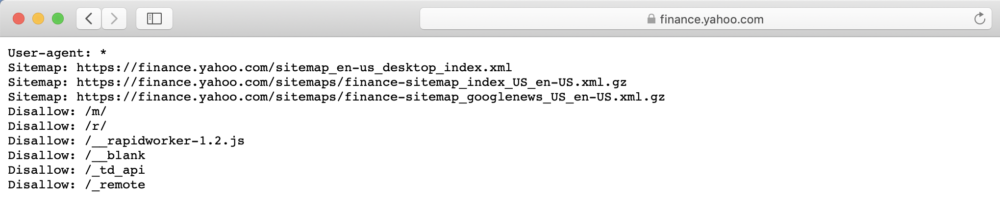 finance.yahoo.com
User-agent: *
Sitemap: https://finance.yahoo.com/sitemap_en-us_desktop_index.xml
Sitemap: https://finance.yahoo.com/sitemaps/finance-sitemap_index_US_en-US.xml.gz
Sitemap: https://finance.yahoo.com/sitemaps/finance-sitemap_googlenews_US_en-US.xml.gz
Disallow: /m/
Disallow: /r/
Disallow: /__rapidworker-1.2.js
Disallow: /__blank
Disallow: /_td_api
Disallow: /_remote